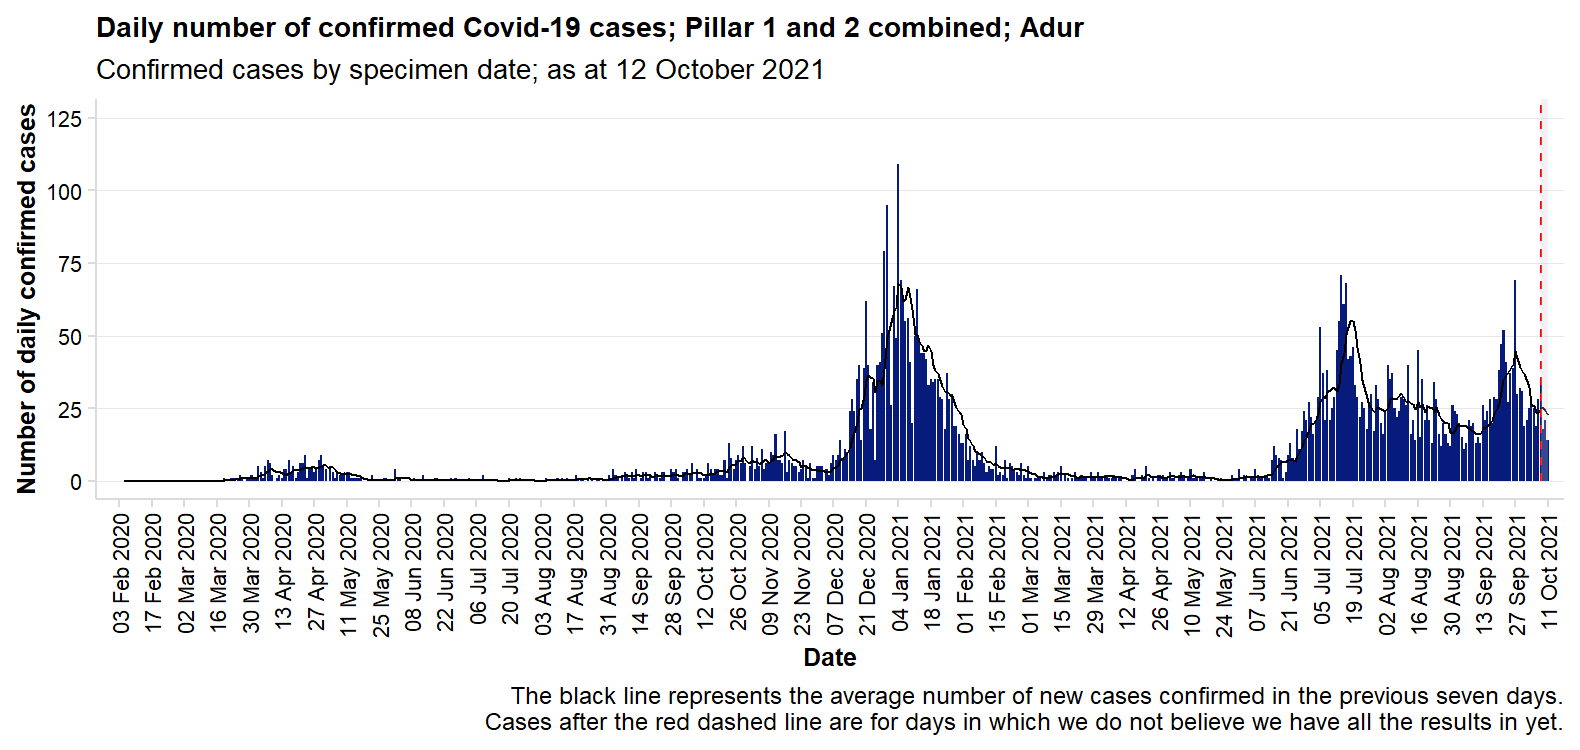 Daily number of confirmed Covid-19 cases; Pillar 1 and 2 combined; Adur
Confirmed cases by specimen date; as at 12 October 2021
Number of daily confirmed cases
125
100
75
50
25
0
03 Feb 2020
17 Feb 2020
02 Mar 2020
16 Mar 2020
30 Mar 2020
13 Apr 2020
27 Apr 2020
11 May 2020
25 May 2020
08 Jun 2020
22 Jun 2020
06 Jul 2020
20 Jul 2020
03 Aug 2020
17 Aug 2020
31 Aug 2020
14 Sep 2020
28 Sep 2020
12 Oct 2020
26 Oct 2020
09 Nov 2020
23 Nov 2020
07 Dec 2020
21 Dec 2020
04 Jan 2021
18 Jan 2021
01 Feb 2021
15 Feb 2021
01 Mar 2021
15 Mar 2021
29 Mar 2021
12 Apr 2021
26 Apr 2021
10 May 2021
24 May 2021
07 Jun 2021
21 Jun 2021
05 Jul 2021
19 Jul 2021
02 Aug 2021
16 Aug 2021
30 Aug 2021
13 Sep 2021
27 Sep 2021
11 Oct 2021
Date
The black line represents the average number of new cases confirmed in the previous seven days.
Cases after the red dashed line are for days in which we do not believe we have all the results in yet.